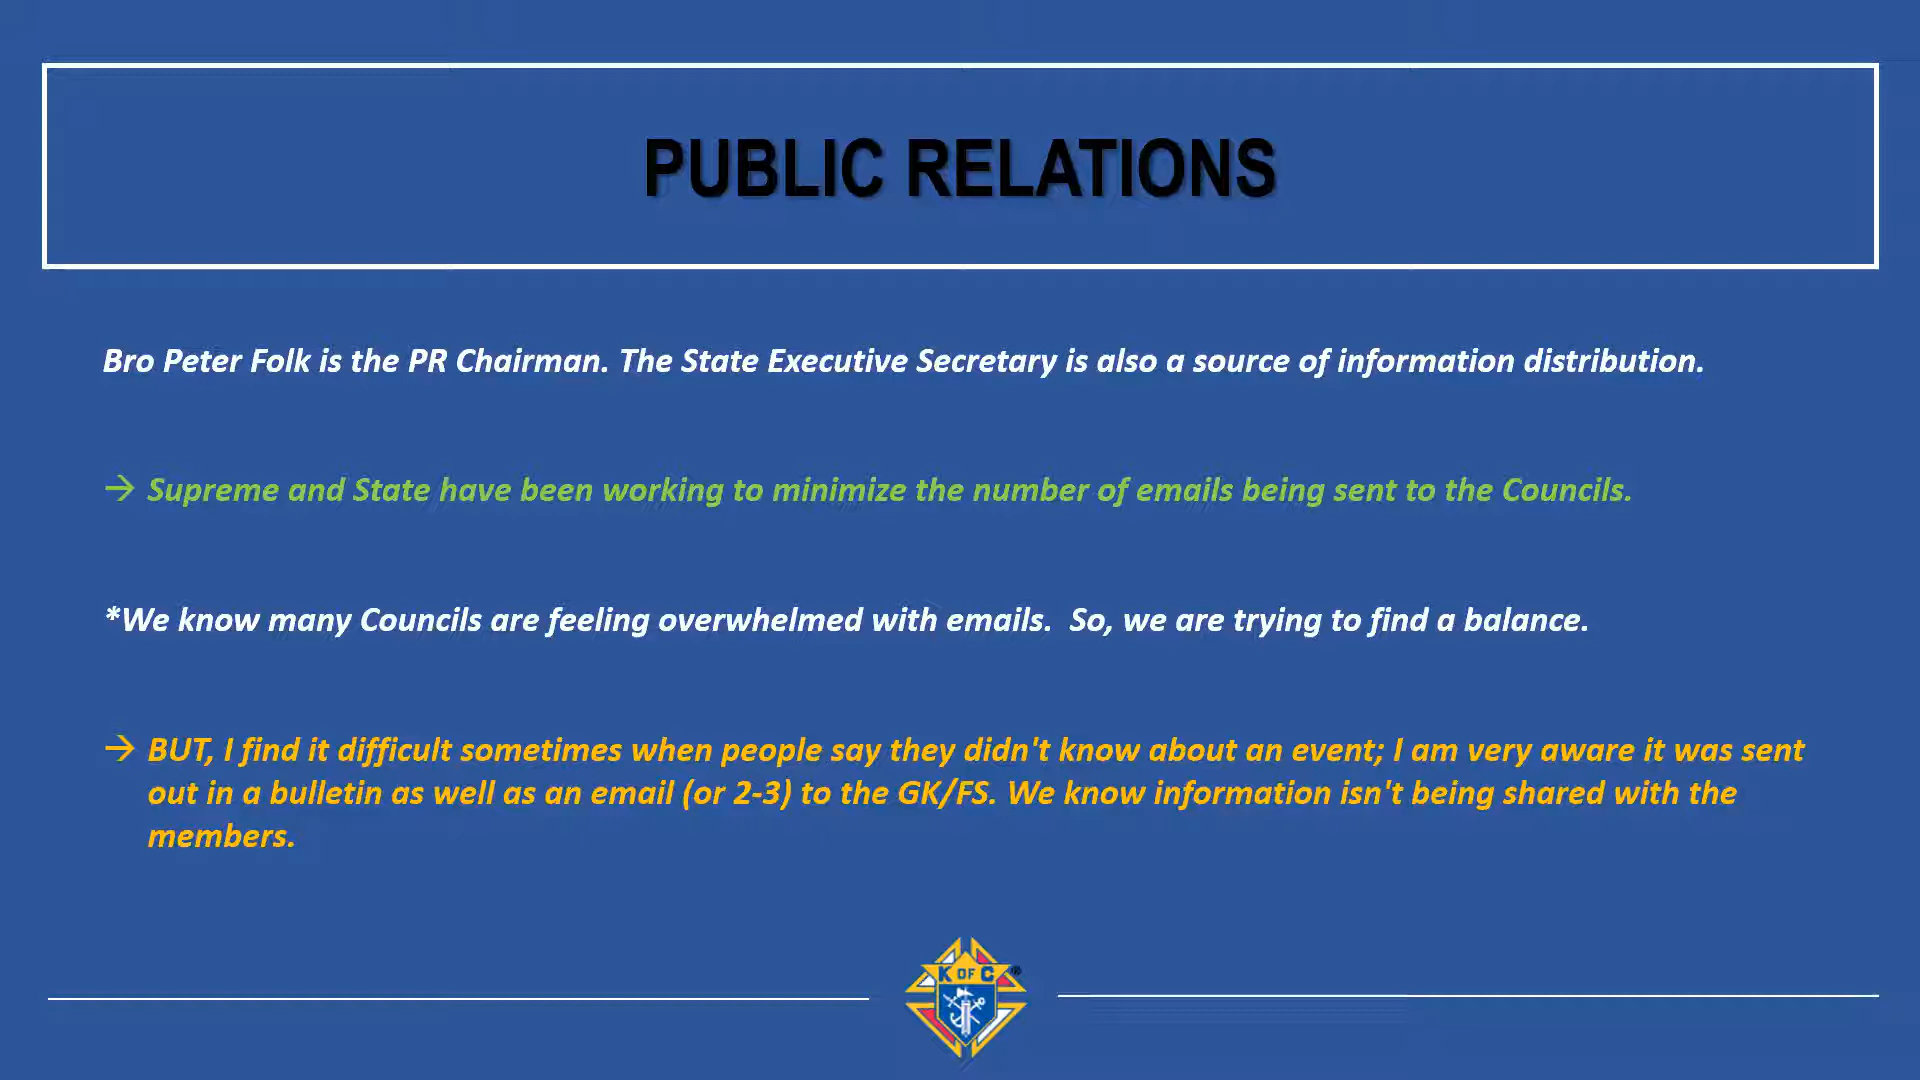 PUBLIC RELATIONS
Bro Peter Folk is the PR Chairman. The State Executive Secretary is also a source of information distribution.
→ Supreme and State have been working to minimize the number of emails being sent to the Councils.
*We know many Councils are feeling overwhelmed with emails.  So, we are trying to find a balance.
→ BUT, I find it difficult sometimes when people say they didn't know about an event; I am very aware it was sent
out in a bulletin as well as an email (or 2-3) to the GK/FS. We know information isn't being shared with the
members.
K OF C ®